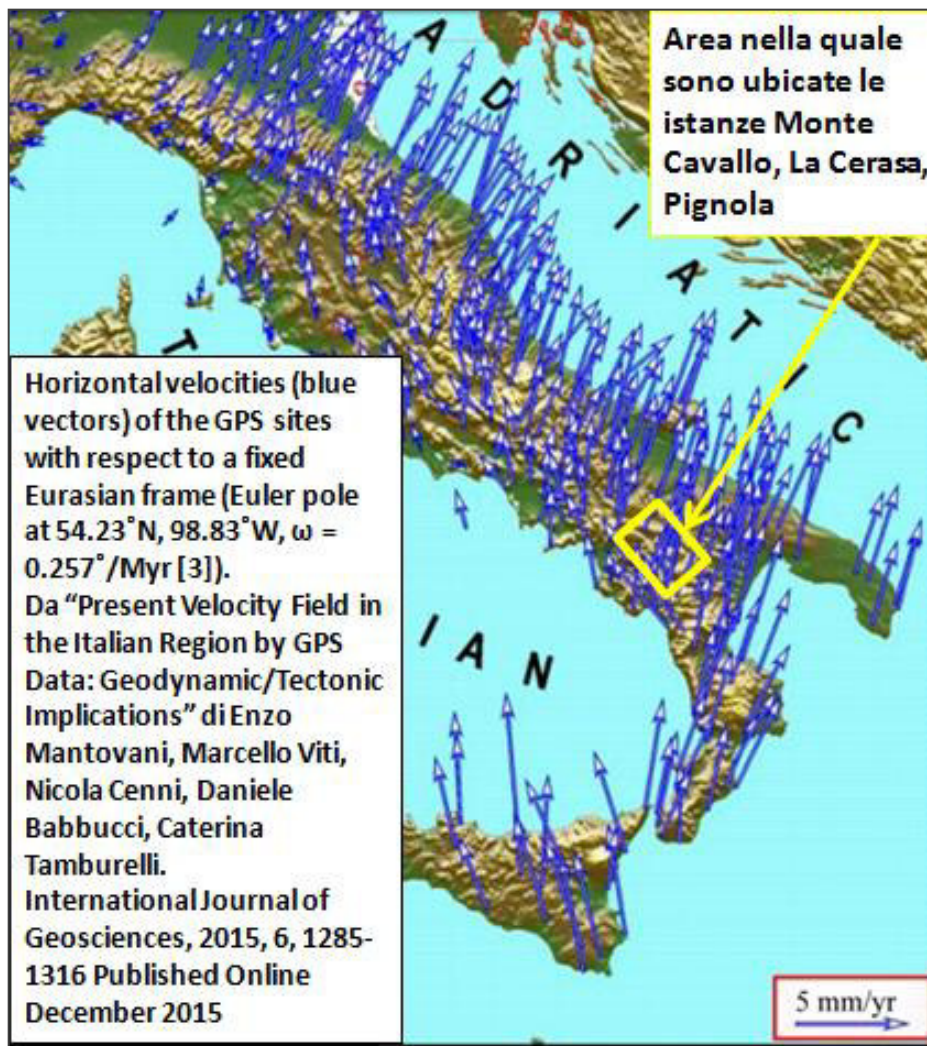 Area nella quale
sono ubicate le
istanze Monte
Cavallo, La Cerasa,
Pignola
A D R I A T I C
T
I A N
Horizontal velocities (blue
vectors) of the GPS sites
with respect to a fixed
Eurasian frame (Euler pole
at 54.23˚N, 98.83˚W, ω =
0.257˚/Myr [3]).
Da “Present Velocity Field in
the Italian Region by GPS
Data: Geodynamic/Tectonic
Implications” di Enzo
Mantovani, Marcello Viti,
Nicola Cenni, Daniele
Babbucci, Caterina
Tamburelli.
International Journal of
Geosciences, 2015, 6, 1285-
1316 Published Online
December 2015
5 mm/yr